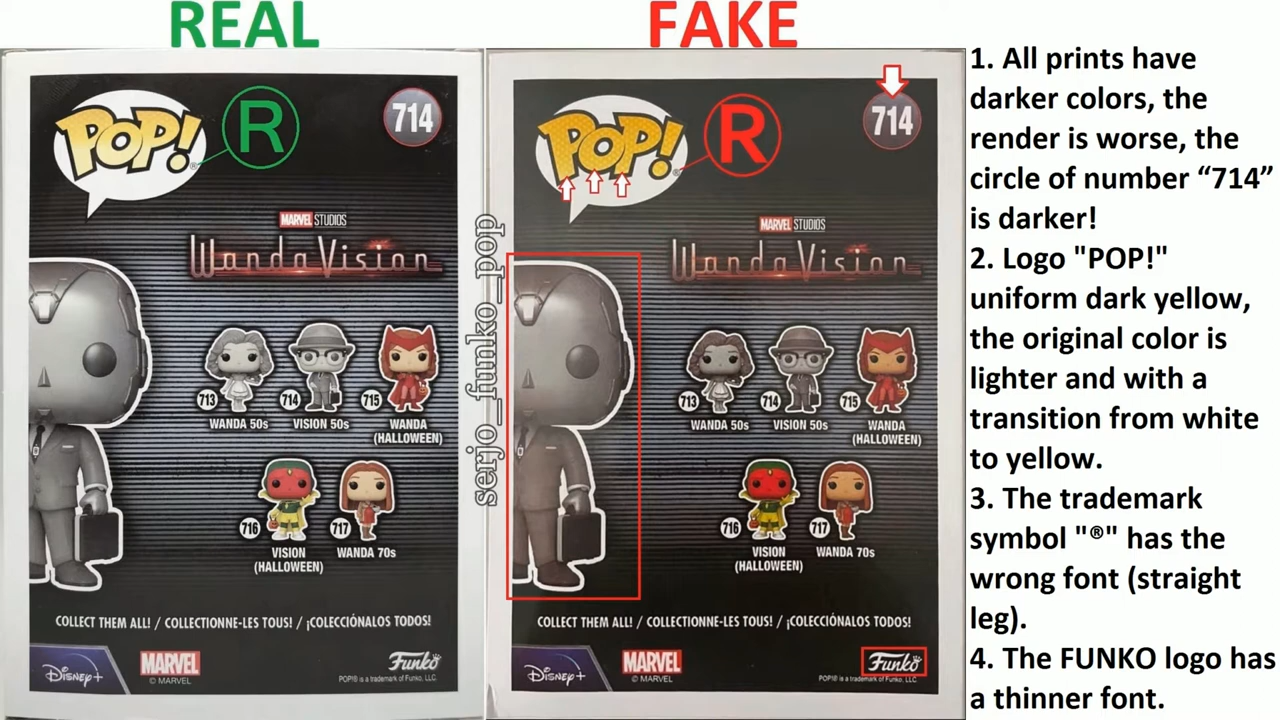 REAL
FAKE
POP!®
R
714
MARVEL STUDIOS
WandaVision
713
WANDA 50s
714
VISION 50s
715
WANDA
(HALLOWEEN)
716
VISION
(HALLOWEEN)
717
WANDA 70s
COLLECT THEM ALL! / COLLECTIONNE-LES TOUS! / ¡COLECCIÓNALOS TODOS!
Disney+
MARVEL
© MARVEL
Funko
POP!® is a trademark of Funko, LLC.
serjo_funko_pop
POP!®
R
714
MARVEL STUDIOS
WandaVision
713
WANDA 50s
714
VISION 50s
715
WANDA
(HALLOWEEN)
716
VISION
(HALLOWEEN)
717
WANDA 70s
COLLECT THEM ALL! / COLLECTIONNE-LES TOUS! / ¡COLECCIÓNALOS TODOS!
Disney+
MARVEL
© MARVEL
Funko
POP!® is a trademark of Funko, LLC.
1. All prints have
darker colors, the
render is worse, the
circle of number “714”
is darker!
2. Logo "POP!"
uniform dark yellow,
the original color is
lighter and with a
transition from white
to yellow.
3. The trademark
symbol "®" has the
wrong font (straight
leg).
4. The FUNKO logo has
a thinner font.